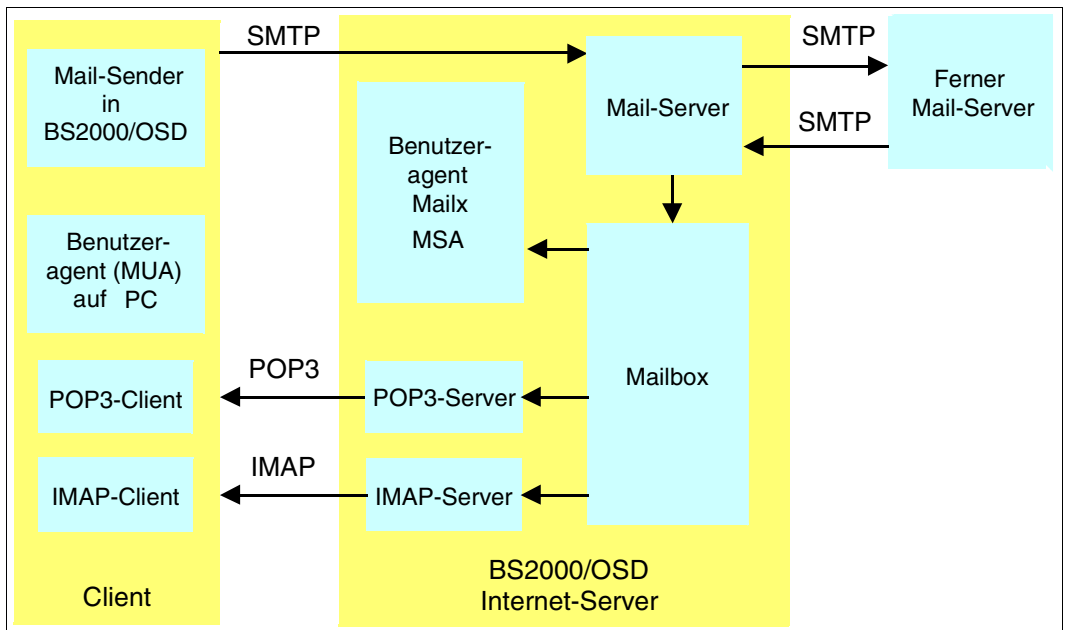 SMTP
SMTP
SMTP
Mail-Sender
in
BS2000/OSD
Benutzer-
agent
Mailx
MSA
Mail-Server
Ferner
Mail-Server
Benutzer-
agent (MUA)
auf PC
Mailbox
POP3
POP3-Client
POP3-Server
IMAP
IMAP-Client
IMAP-Server
Client
BS2000/OSD
Internet-Server